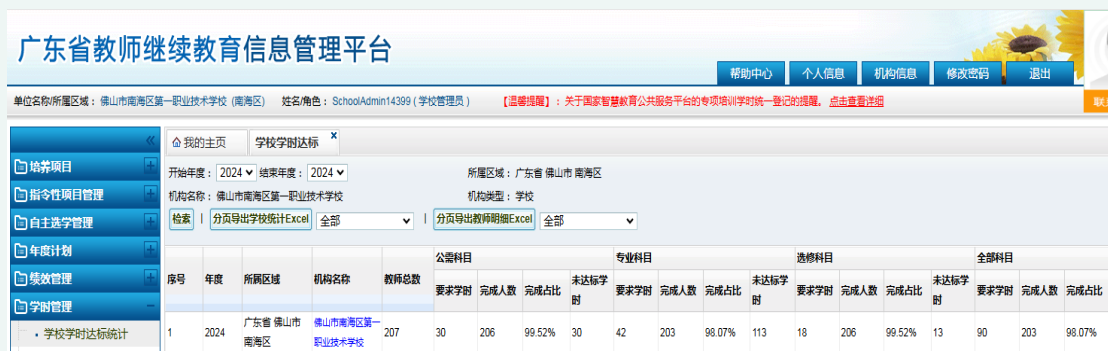 广东省教师继续教育信息管理平台
帮助中心 个人信息 机构信息 修改密码 退出
单位名称/所属区域：佛山市南海区第一职业技术学校 (南海区) 姓名/角色：SchoolAdmin14399 ( 学校管理员 ) 【温馨提醒】：关于国家智慧教育公共服务平台的专项培训学时统一登记的提醒。点击查看详细
我的主页 学校学时达标 x
培养项目
指令性项目管理
自主选学管理
年度计划
绩效管理
学时管理
学校学时达标统计
开始年度：2024 结束年度：2024 所属区域：广东省 佛山市 南海区
机构名称：佛山市南海区第一职业技术学校 机构类型：学校
检索 | 分页导出学校统计Excel 全部 | 分页导出教师明细Excel 全部
公需科目 专业科目 选修科目 全部科目
序号 年度 所属区域 机构名称 教师总数 要求学时 完成人数 完成占比 未达标学时 要求学时 完成人数 完成占比 未达标学时 要求学时 完成人数 完成占比 未达标学时 要求学时 完成人数 完成占比
1 2024 广东省 佛山市 南海区 佛山市南海区第一职业技术学校 207 30 206 99.52% 30 42 203 98.07% 113 18 206 99.52% 13 90 203 98.07%